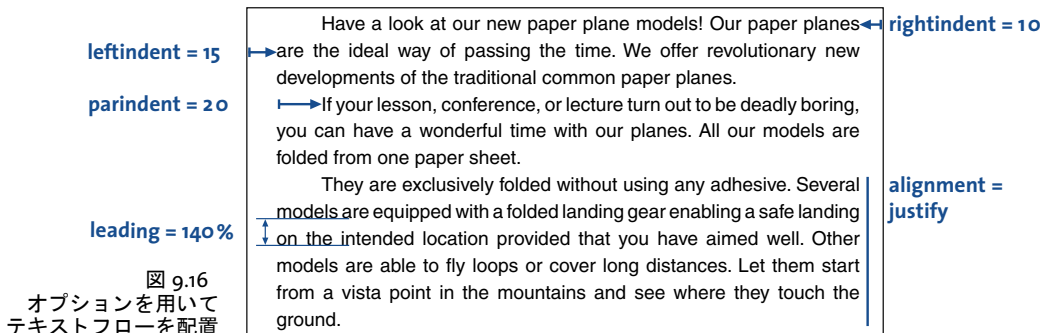 Have a look at our new paper plane models! Our paper planes
rightindent = 10
leftindent = 15
are the ideal way of passing the time. We offer revolutionary new
developments of the traditional common paper planes.
parindent = 20
If your lesson, conference, or lecture turn out to be deadly boring,
you can have a wonderful time with our planes. All our models are
folded from one paper sheet.
They are exclusively folded without using any adhesive. Several
alignment =
justify
models are equipped with a folded landing gear enabling a safe landing
leading = 140%
on the intended location provided that you have aimed well. Other
models are able to fly loops or cover long distances. Let them start
from a vista point in the mountains and see where they touch the
ground.
図 9.16
オプションを用いて
テキストフローを配置